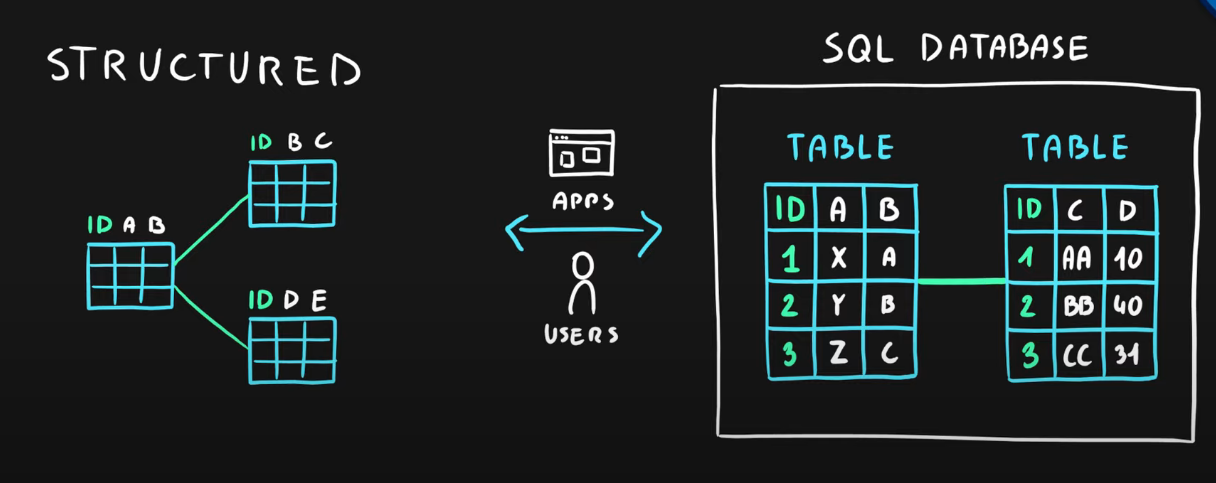 STRUCTURED
ID B C
ID A B
ID D E
APPS
USERS
SQL DATABASE
TABLE
ID A B
1 X A
2 Y B
3 Z C
TABLE
ID C D
1 AA 10
2 BB 40
3 CC 31